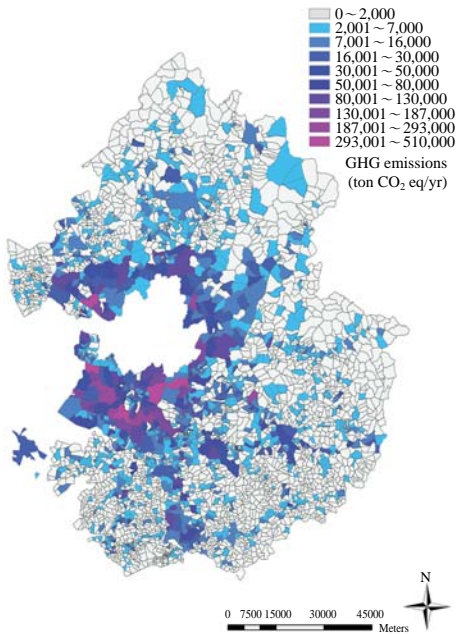 0～2,000
2,001～7,000
7,001～16,000
16,001～30,000
30,001～50,000
50,001～80,000
80,001～130,000
130,001～187,000
187,001～293,000
293,001～510,000
GHG emissions
(ton CO₂ eq/yr)
N
0 7500 15000 30000 45000
Meters